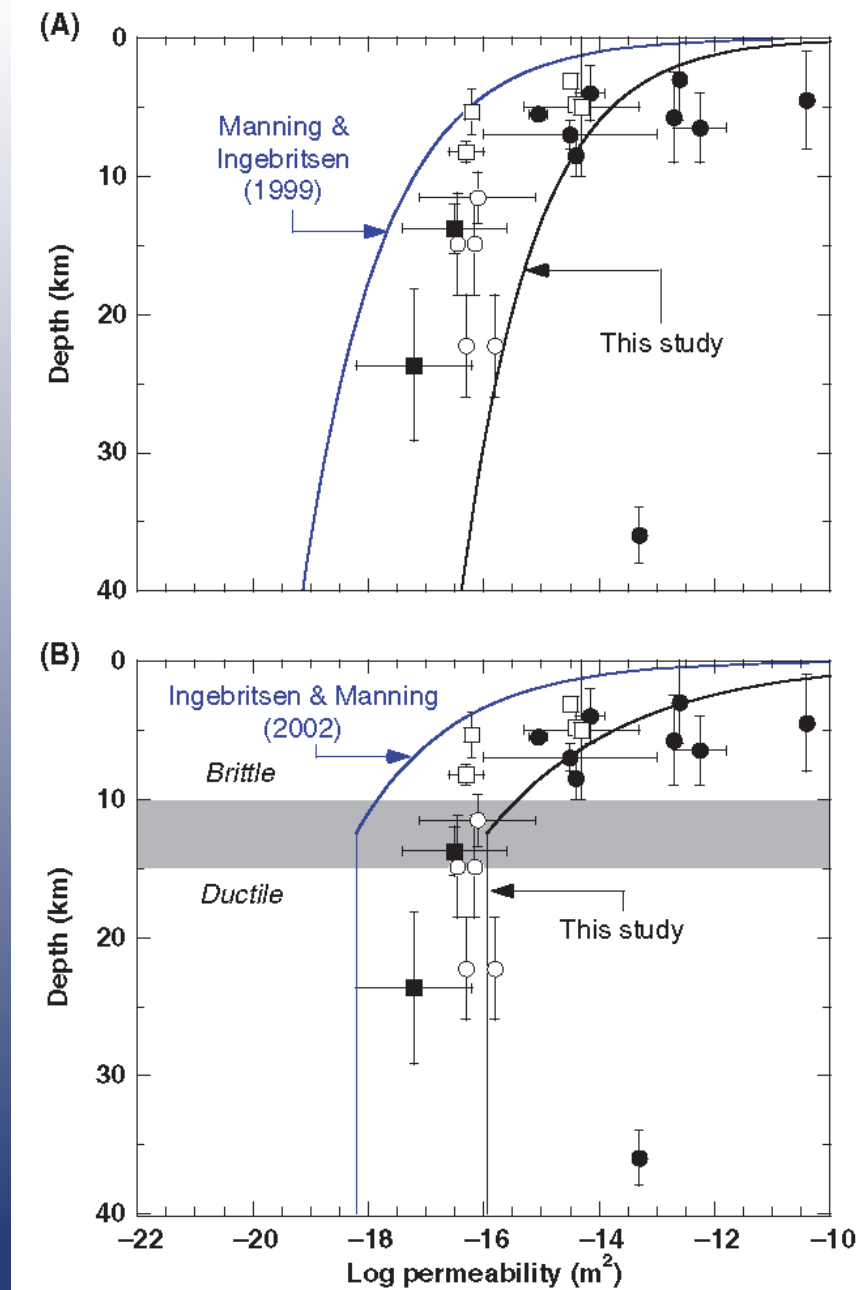 (A)
0
10
20
30
40
Depth (km)
Manning &
Ingebritsen
(1999)
This study
(B)
0
10
20
30
40
Depth (km)
Ingebritsen & Manning
(2002)
Brittle
Ductile
This study
–22 –20 –18 –16 –14 –12 –10
Log permeability (m²)